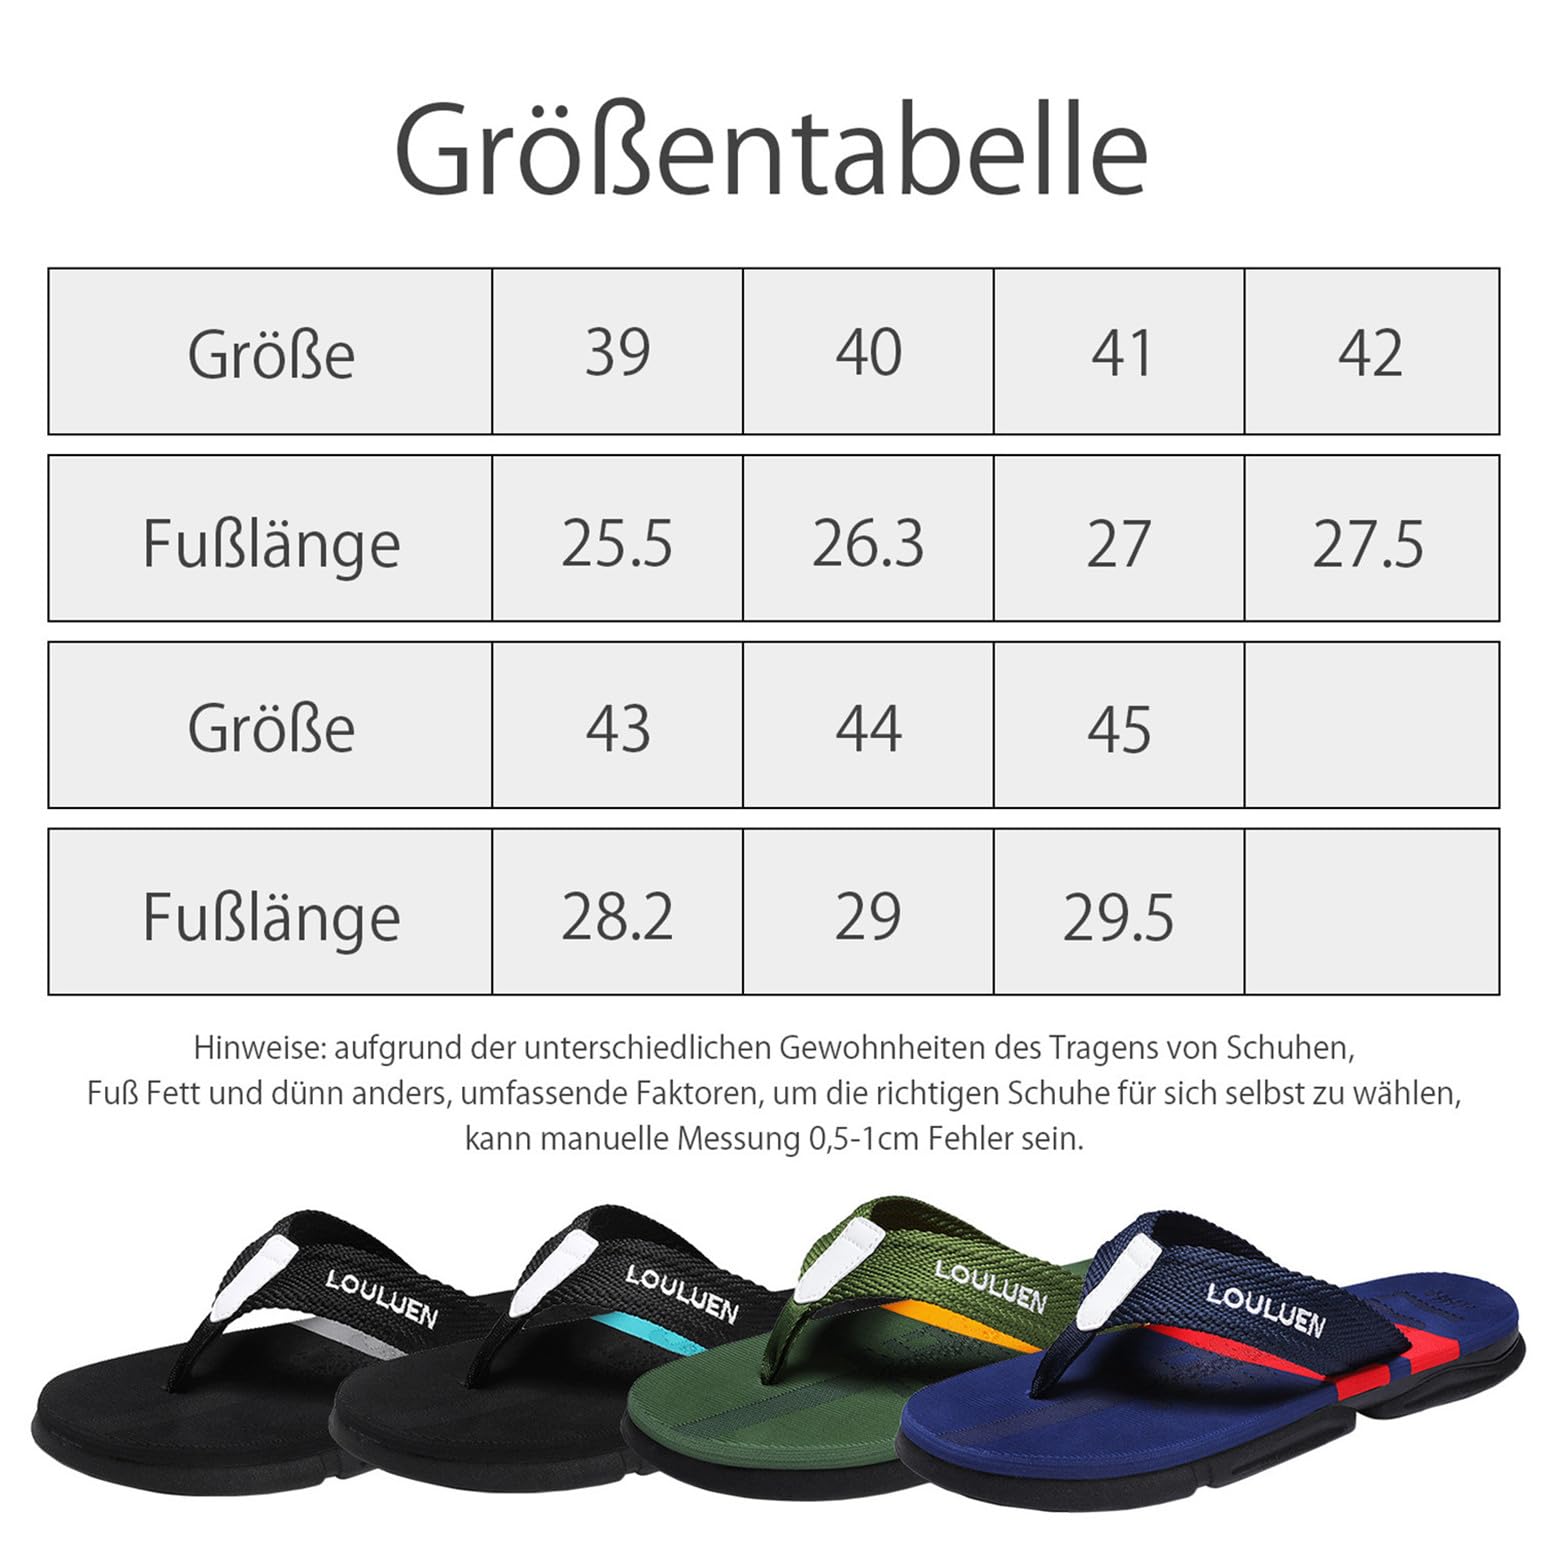 Größentabelle
Größe 39 40 41 42
Fußlänge 25.5 26.3 27 27.5
Größe 43 44 45
Fußlänge 28.2 29 29.5
Hinweise: aufgrund der unterschiedlichen Gewohnheiten des Tragens von Schuhen,
Fuß Fett und dünn anders, umfassende Faktoren, um die richtigen Schuhe für sich selbst zu wählen,
kann manuelle Messung 0,5-1cm Fehler sein.
LOULUEN
LOULUEN
LOULUEN
LOULUEN